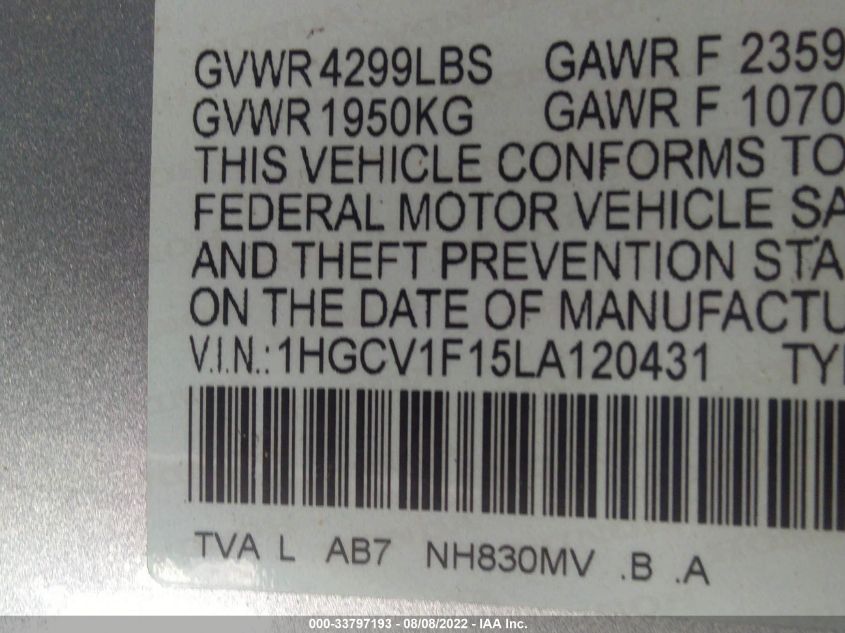 GVWR 4299LBS GAWR F 2359
GVWR 1950KG GAWR F 1070
THIS VEHICLE CONFORMS TO
FEDERAL MOTOR VEHICLE SA
AND THEFT PREVENTION STA
ON THE DATE OF MANUFACTU
V.I.N.: 1HGCV1F15LA120431 TY
TVA L AB7 NH830MV .B .A
000-33797193 - 08/08/2022 - IAA Inc.